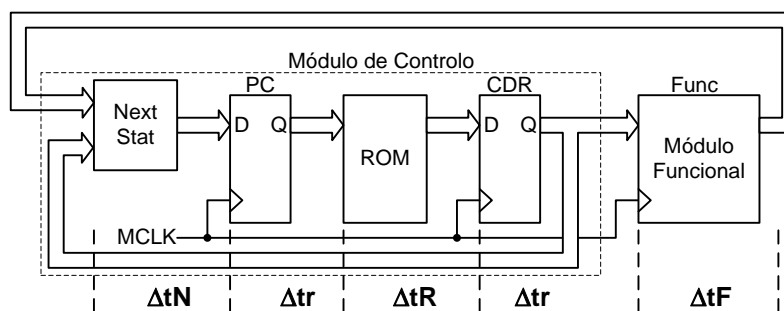 Módulo de Controlo
PC
CDR
Func
Next
Stat
D Q
ROM
D Q
Módulo
Funcional
MCLK
ΔtN
Δtr
ΔtR
Δtr
ΔtF